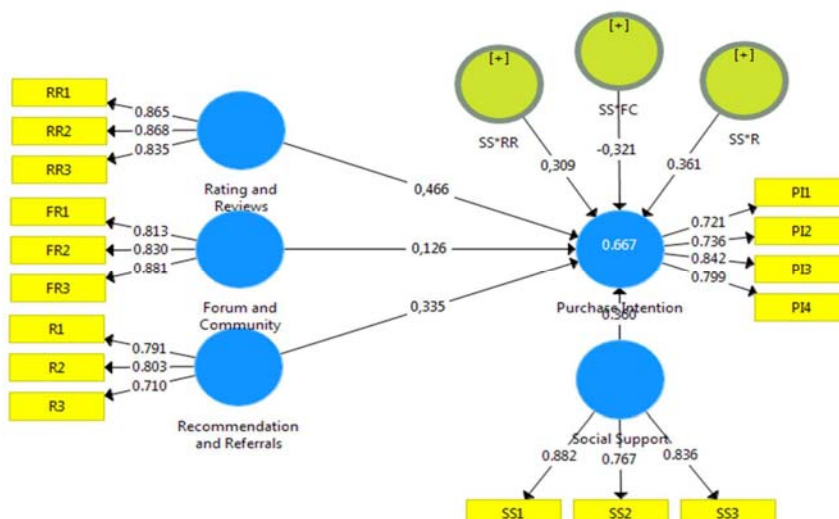 [+]
[+]
[+]
SS*RR
SS*FC
SS*R
0,309
-0,321
0.361
RR1
RR2
RR3
0.865
0.868
0.835
Rating and
Reviews
0,466
FR1
FR2
FR3
0.813
0.830
0.881
Forum and
Community
0,126
R1
R2
R3
0.791
0.803
0.710
Recommendation
and Referrals
0,335
0.667
Purchase Intention
0.721
0.736
0.842
0.799
PI1
PI2
PI3
PI4
0.360
Social Support
0.882
0.767
0.836
SS1
SS2
SS3